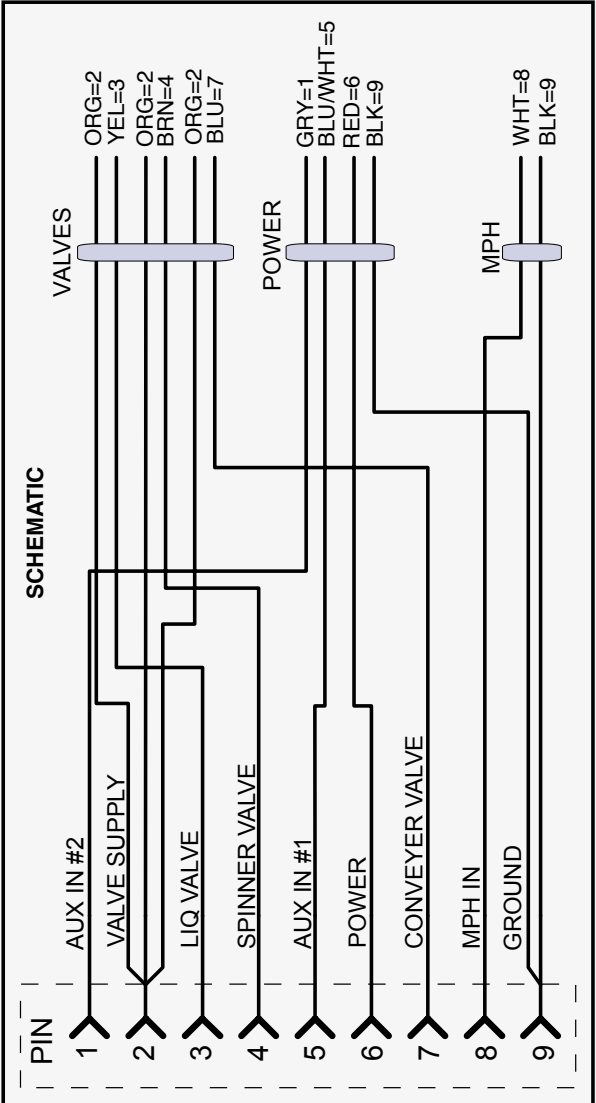 SCHEMATIC
VALVES
ORG=2
YEL=3
ORG=2
BRN=4
ORG=2
BLU=7
POWER
GRY=1
BLU/WHT=5
RED=6
BLK=9
MPH
WHT=8
BLK=9
PIN
1
AUX IN #2
2
VALVE SUPPLY
3
LIQ VALVE
4
SPINNER VALVE
5
AUX IN #1
6
POWER
7
CONVEYER VALVE
8
MPH IN
9
GROUND